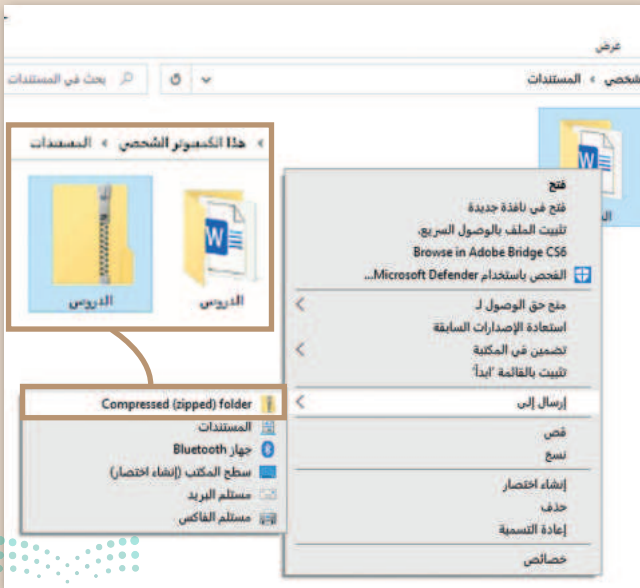 عرض
شخصي › المستندات
بحث في المستندات
هذا الكمبيوتر الشخصي › المستندات
الدروس
الدروس
فتح
فتح في نافذة جديدة
تثبيت الملف بالوصول السريع.
Browse in Adobe Bridge CS6
الفحص باستخدام Microsoft Defender...
منح حق الوصول لـ
استعادة الإصدارات السابقة
تضمين في المكتبة
تثبيت بالقائمة "ابدأ"
إرسال إلى
قص
نسخ
إنشاء اختصار
حذف
إعادة التسمية
خصائص
Compressed (zipped) folder
المستندات
جهاز Bluetooth
سطح المكتب (إنشاء اختصار)
مستلم البريد
مستلم الفاكس